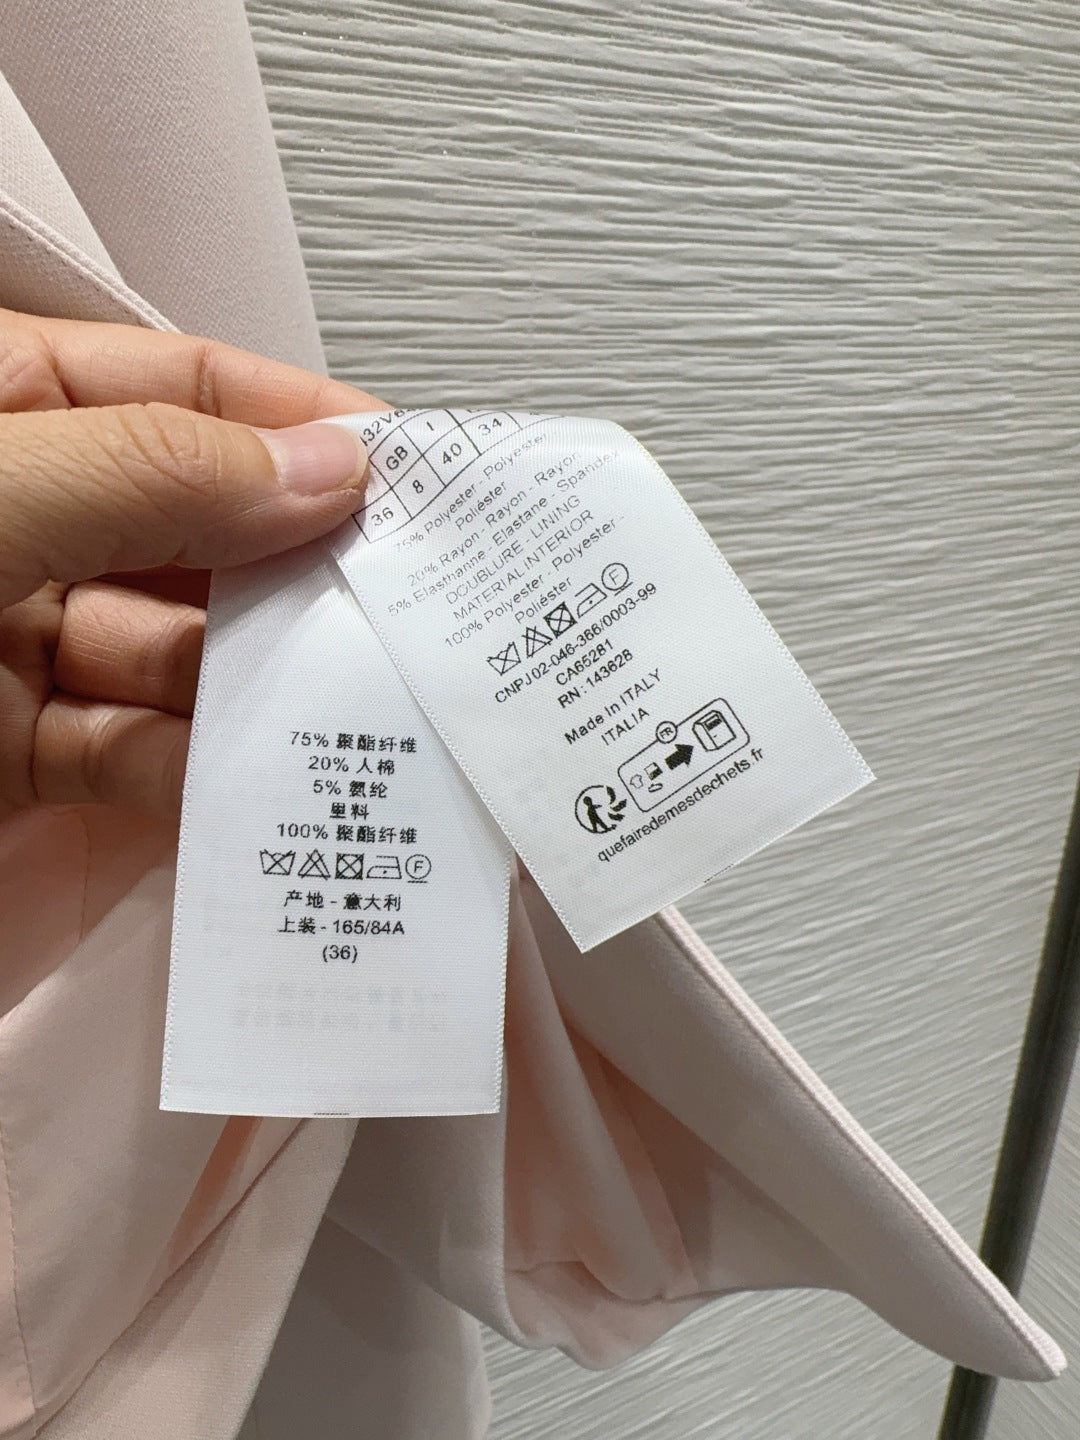 GB I
36 8 40 34
75% Polyester - Polyester
Poliéster
20% Rayon - Rayon - Rayon
5% Elasthanne - Elastane - Spandex
DOUBLURE - LINING
MATERIAL INTERIOR
100% Polyester - Polyester -
Poliéster
F
CNPJ 02-046-366/0003-99
CA65281
RN: 143628
Made in ITALY
ITALIA
FR
quefairedemesdechets.fr
75% 聚酯纤维
20% 人棉
5% 氨纶
里料
100% 聚酯纤维
F
产地 - 意大利
上装 - 165/84A
(36)